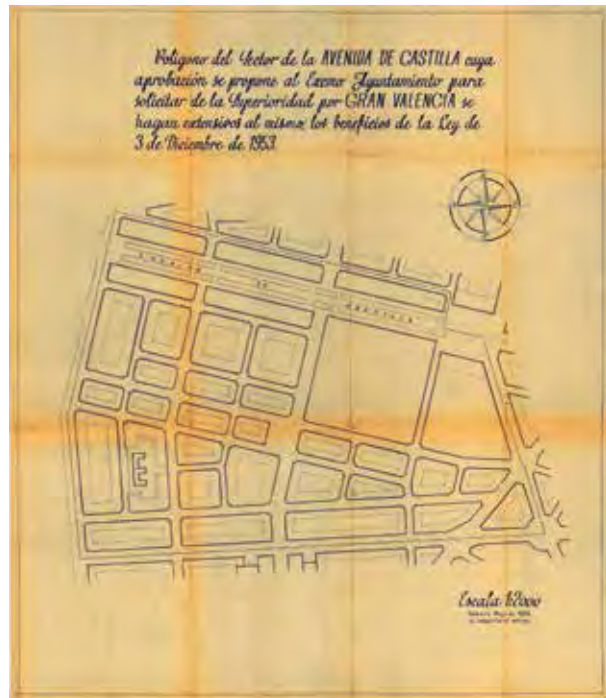 Polígono del Sector de la AVENIDA DE CASTILLA cuya
aprobación se propone al Excmo Ayuntamiento para
solicitar de la Superioridad por GRAN VALENCIA se
hagan extensivos al mismo, los beneficios de la Ley de
3 de Diciembre de 1953.
AVENIDA DE CASTILLA
Escala 1:2000